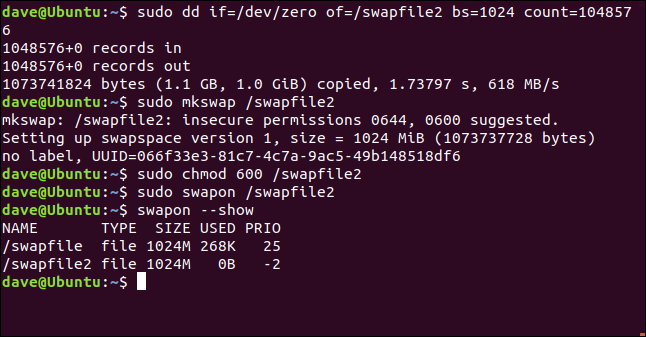 dave@Ubuntu:~$ sudo dd if=/dev/zero of=/swapfile2 bs=1024 count=104857
6
1048576+0 records in
1048576+0 records out
1073741824 bytes (1.1 GB, 1.0 GiB) copied, 1.73797 s, 618 MB/s
dave@Ubuntu:~$ sudo mkswap /swapfile2
mkswap: /swapfile2: insecure permissions 0644, 0600 suggested.
Setting up swapspace version 1, size = 1024 MiB (1073737728 bytes)
no label, UUID=066f33e3-81c7-4c7a-9ac5-49b148518df6
dave@Ubuntu:~$ sudo chmod 600 /swapfile2
dave@Ubuntu:~$ sudo swapon /swapfile2
dave@Ubuntu:~$ swapon --show
NAME       TYPE  SIZE USED PRIO
/swapfile  file 1024M 268K   25
/swapfile2 file 1024M   0B   -2
dave@Ubuntu:~$